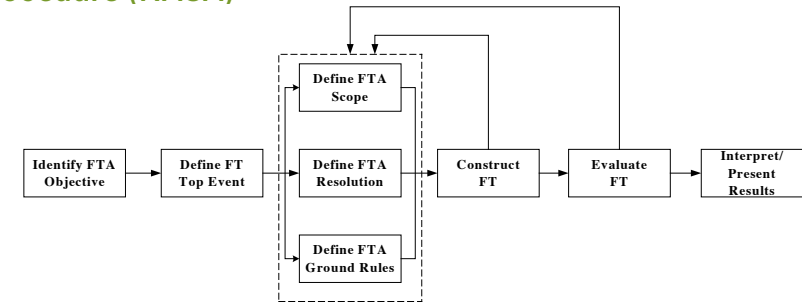 Define FTA
Scope
Identify FTA
Objective
Define FT
Top Event
Define FTA
Resolution
Construct
FT
Evaluate
FT
Interpret/
Present
Results
Define FTA
Ground Rules